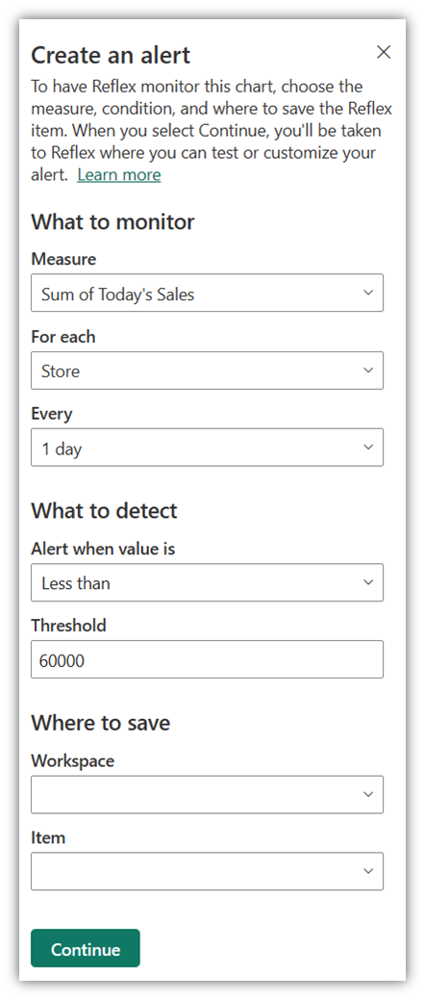 Create an alert
To have Reflex monitor this chart, choose the
measure, condition, and where to save the Reflex
item. When you select Continue, you'll be taken
to Reflex where you can test or customize your
alert. Learn more
What to monitor
Measure
Sum of Today's Sales
For each
Store
Every
1 day
What to detect
Alert when value is
Less than
Threshold
60000
Where to save
Workspace
Item
Continue